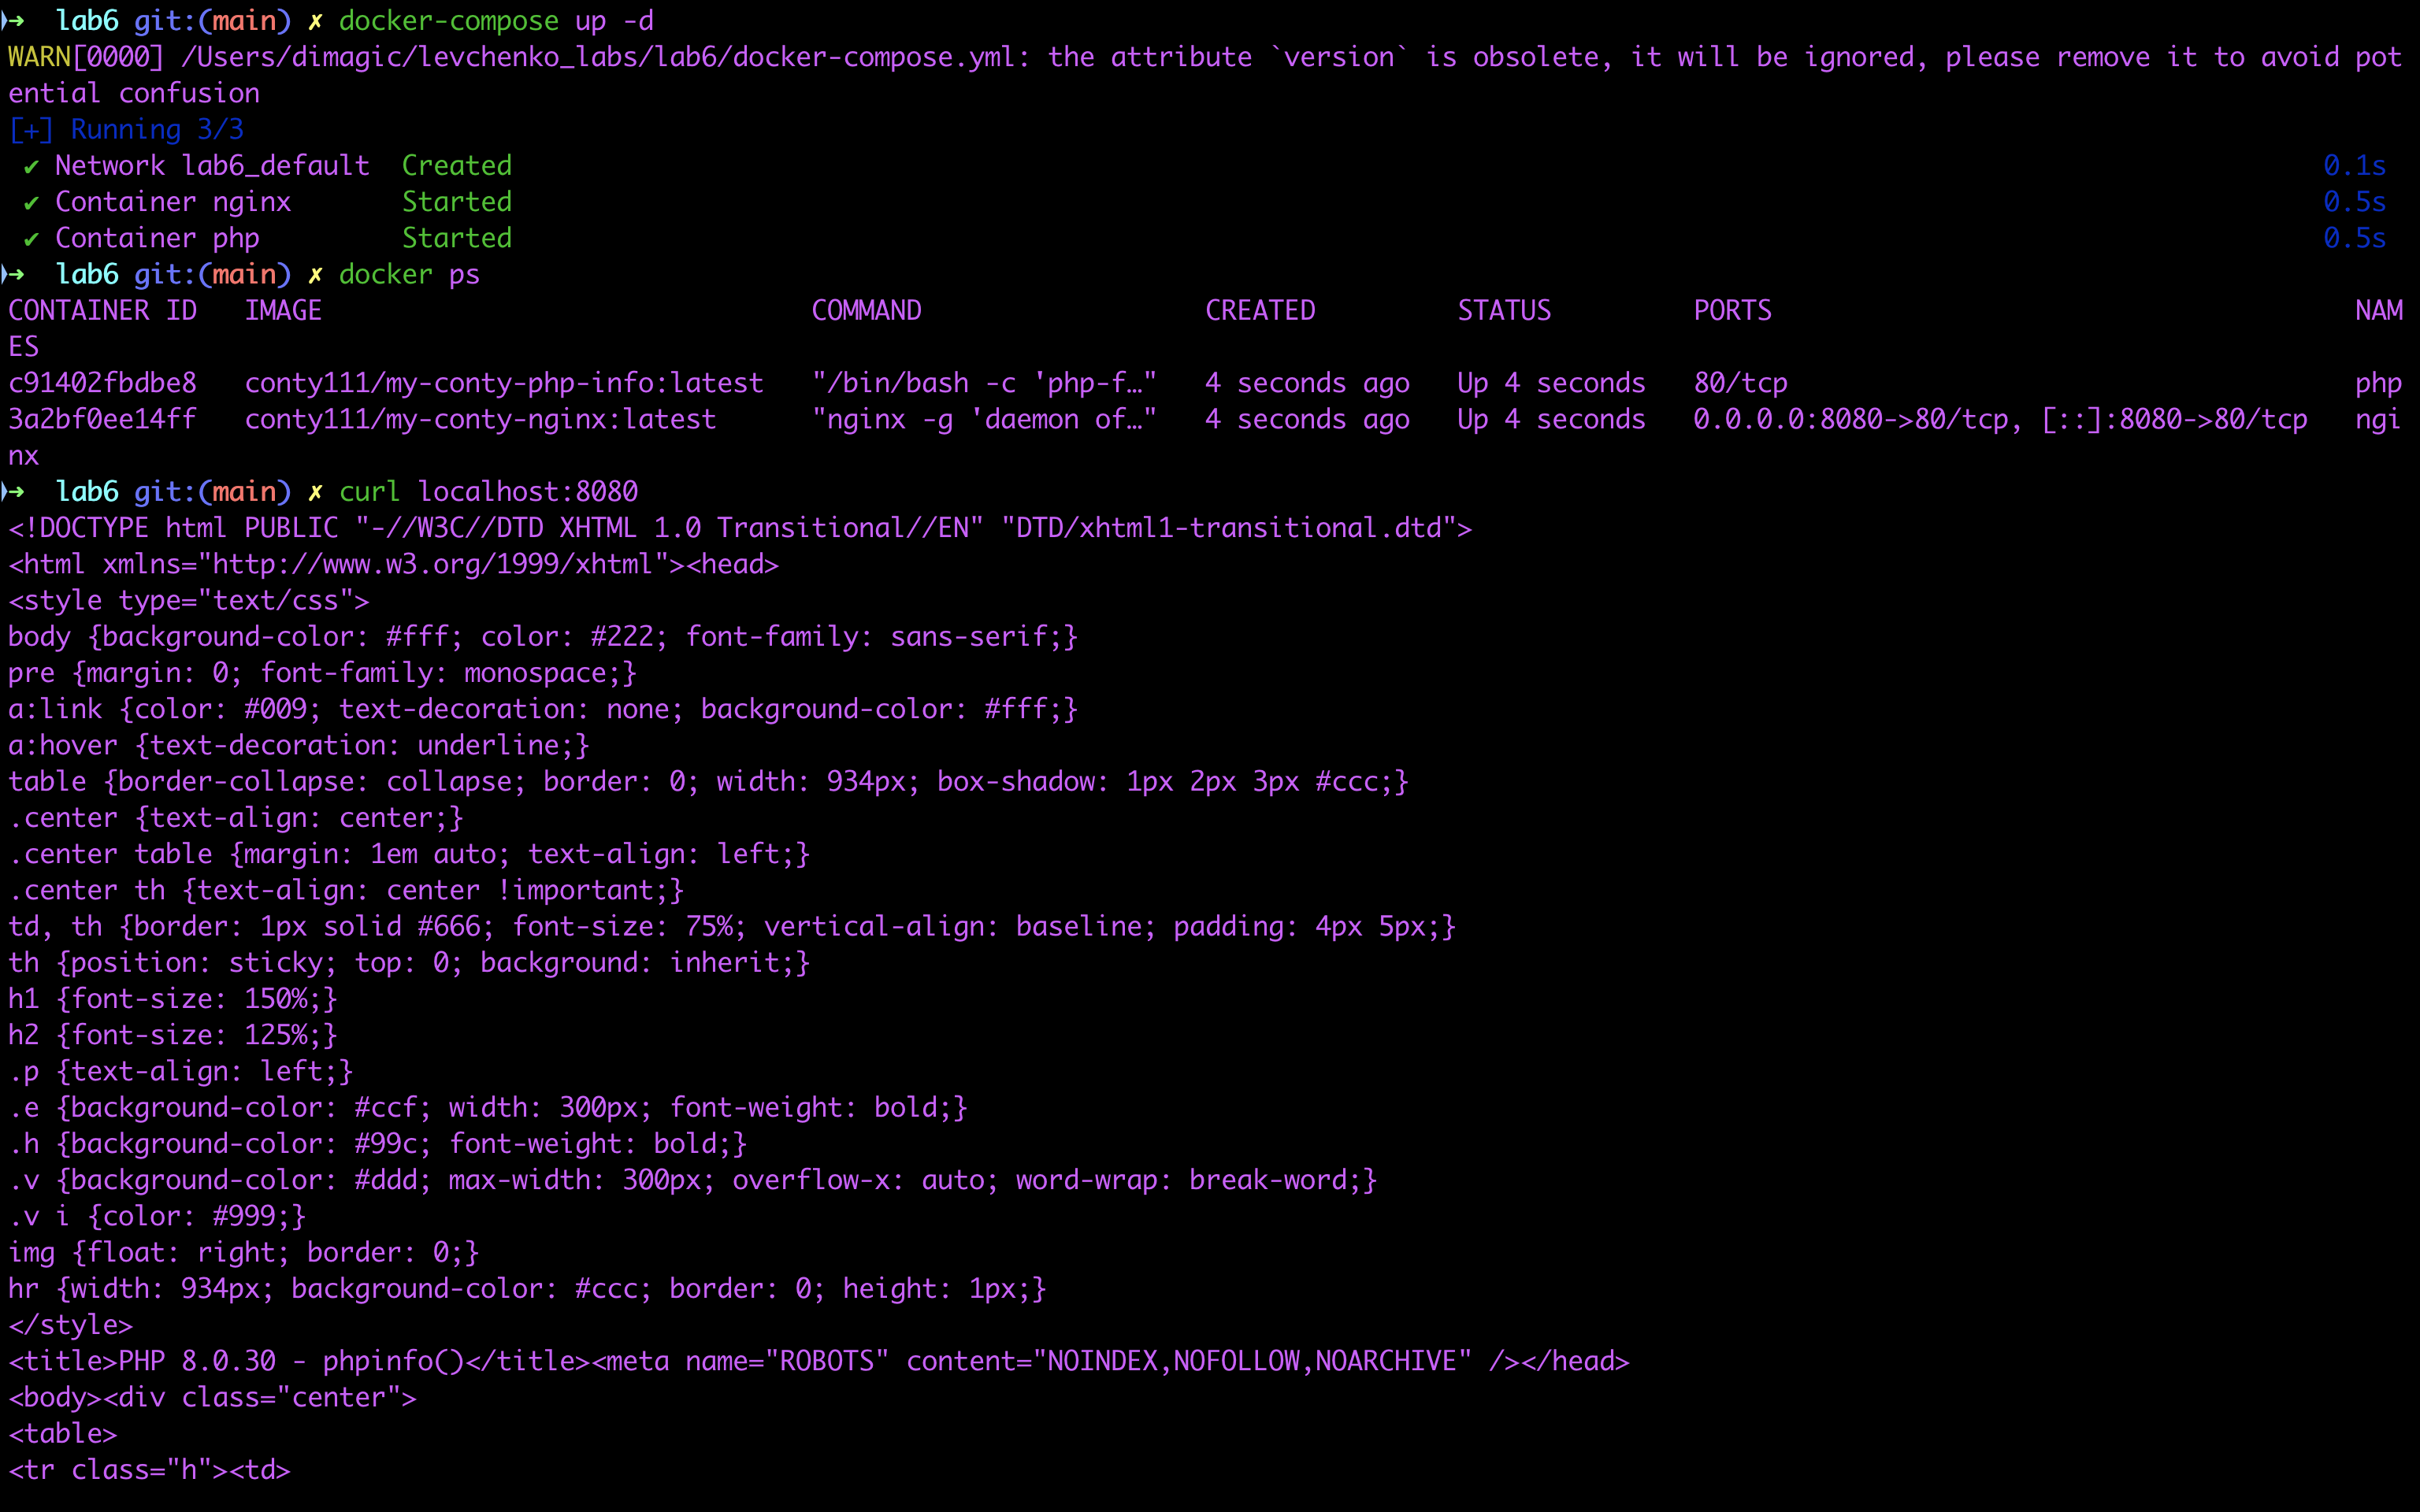 ➜  lab6 git:(main) ✗ docker-compose up -d
WARN[0000] /Users/dimagic/levchenko_labs/lab6/docker-compose.yml: the attribute `version` is obsolete, it will be ignored, please remove it to avoid pot
ential confusion
[+] Running 3/3
 ✔ Network lab6_default  Created 0.1s
 ✔ Container nginx       Started 0.5s
 ✔ Container php         Started 0.5s
➜  lab6 git:(main) ✗ docker ps
CONTAINER ID   IMAGE                               COMMAND                  CREATED         STATUS         PORTS                                     NAM
ES
c91402fbdbe8   conty111/my-conty-php-info:latest   "/bin/bash -c 'php-f…"   4 seconds ago   Up 4 seconds   80/tcp                                    php
3a2bf0ee14ff   conty111/my-conty-nginx:latest      "nginx -g 'daemon of…"   4 seconds ago   Up 4 seconds   0.0.0.0:8080->80/tcp, [::]:8080->80/tcp   ngi
nx
➜  lab6 git:(main) ✗ curl localhost:8080
<!DOCTYPE html PUBLIC "-//W3C//DTD XHTML 1.0 Transitional//EN" "DTD/xhtml1-transitional.dtd">
<html xmlns="http://www.w3.org/1999/xhtml"><head>
<style type="text/css">
body {background-color: #fff; color: #222; font-family: sans-serif;}
pre {margin: 0; font-family: monospace;}
a:link {color: #009; text-decoration: none; background-color: #fff;}
a:hover {text-decoration: underline;}
table {border-collapse: collapse; border: 0; width: 934px; box-shadow: 1px 2px 3px #ccc;}
.center {text-align: center;}
.center table {margin: 1em auto; text-align: left;}
.center th {text-align: center !important;}
td, th {border: 1px solid #666; font-size: 75%; vertical-align: baseline; padding: 4px 5px;}
th {position: sticky; top: 0; background: inherit;}
h1 {font-size: 150%;}
h2 {font-size: 125%;}
.p {text-align: left;}
.e {background-color: #ccf; width: 300px; font-weight: bold;}
.h {background-color: #99c; font-weight: bold;}
.v {background-color: #ddd; max-width: 300px; overflow-x: auto; word-wrap: break-word;}
.v i {color: #999;}
img {float: right; border: 0;}
hr {width: 934px; background-color: #ccc; border: 0; height: 1px;}
</style>
<title>PHP 8.0.30 - phpinfo()</title><meta name="ROBOTS" content="NOINDEX,NOFOLLOW,NOARCHIVE" /></head>
<body><div class="center">
<table>
<tr class="h"><td>